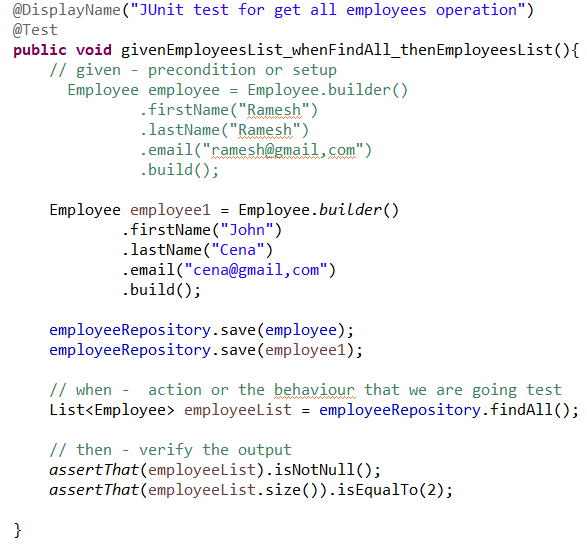 @DisplayName("JUnit test for get all employees operation")
@Test
public void givenEmployeesList_whenFindAll_thenEmployeesList(){
    // given - precondition or setup
      Employee employee = Employee.builder()
              .firstName("Ramesh")
              .lastName("Ramesh")
              .email("ramesh@gmail,com")
              .build();

    Employee employee1 = Employee.builder()
            .firstName("John")
            .lastName("Cena")
            .email("cena@gmail,com")
            .build();

    employeeRepository.save(employee);
    employeeRepository.save(employee1);

    // when -  action or the behaviour that we are going test
    List<Employee> employeeList = employeeRepository.findAll();

    // then - verify the output
    assertThat(employeeList).isNotNull();
    assertThat(employeeList.size()).isEqualTo(2);

}